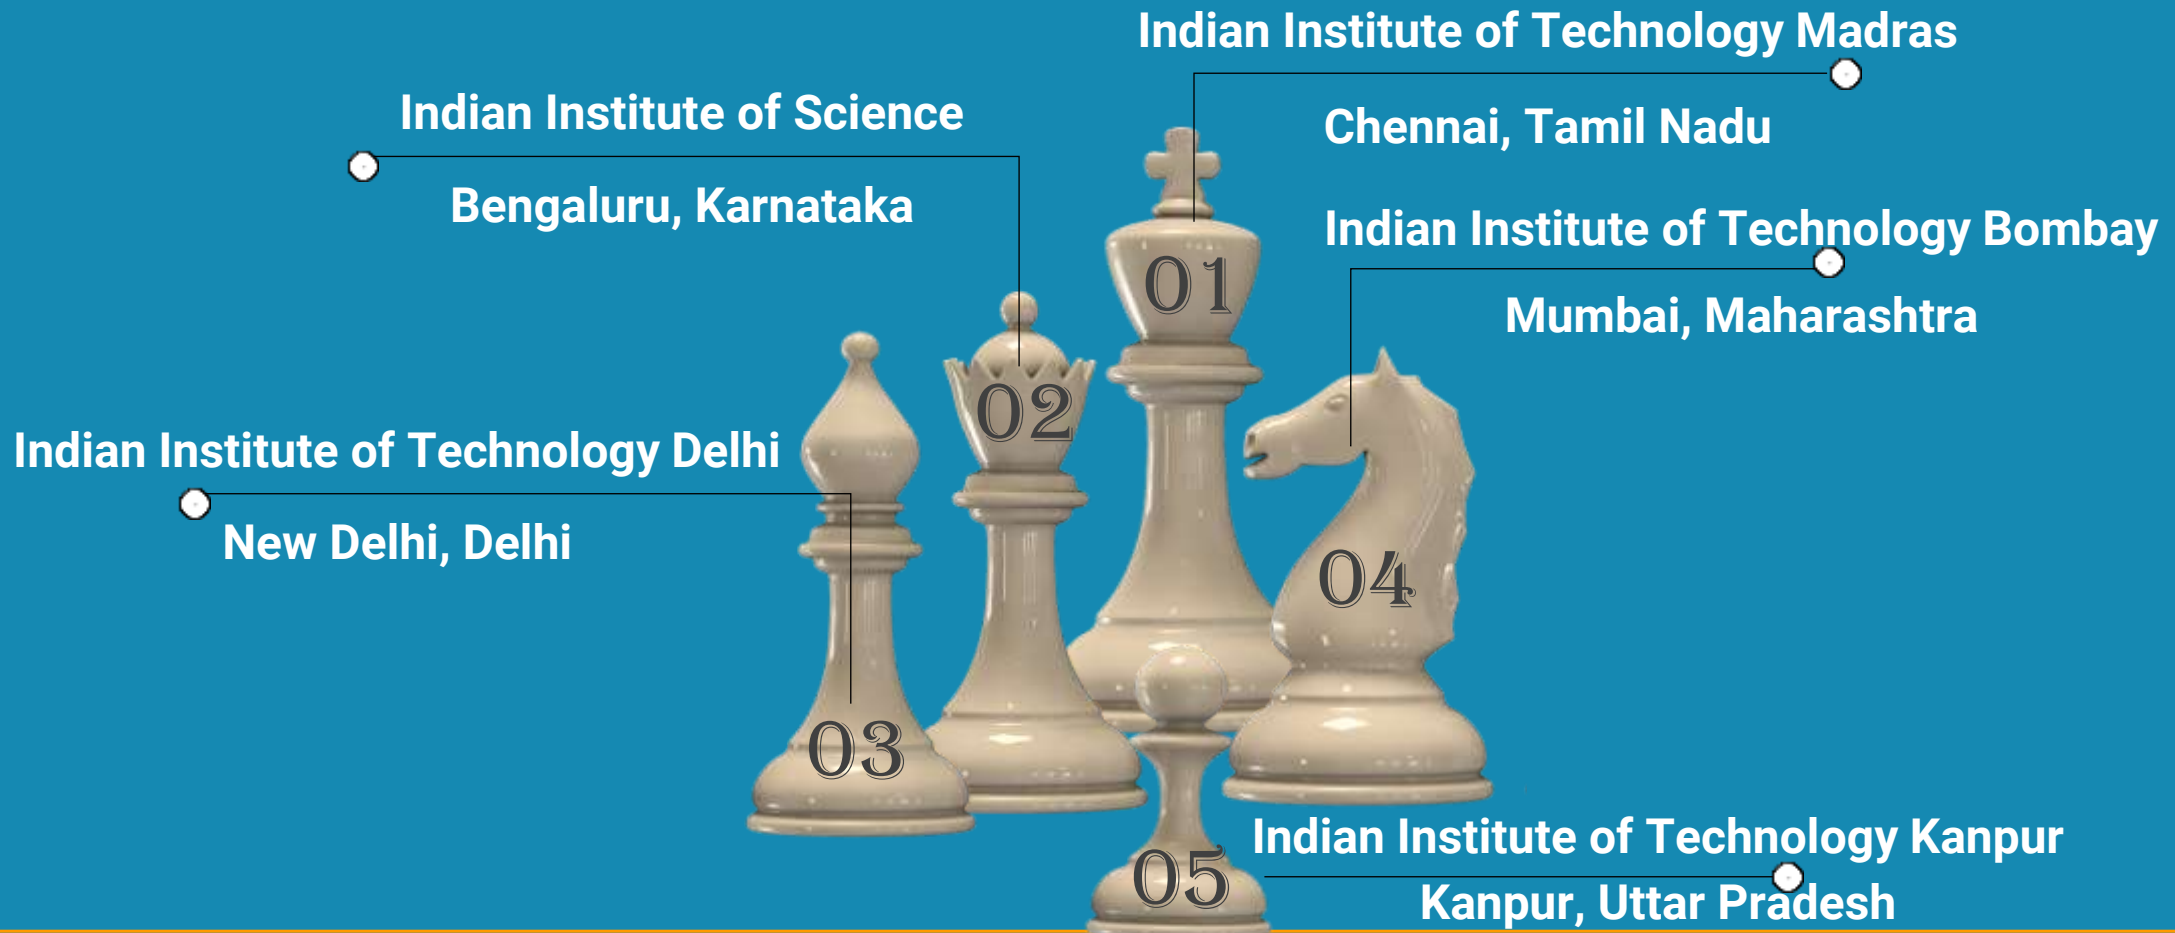 Indian Institute of Technology Madras
Chennai, Tamil Nadu
01
Indian Institute of Science
Bengaluru, Karnataka
02
Indian Institute of Technology Delhi
New Delhi, Delhi
03
Indian Institute of Technology Bombay
Mumbai, Maharashtra
04
Indian Institute of Technology Kanpur
Kanpur, Uttar Pradesh
05